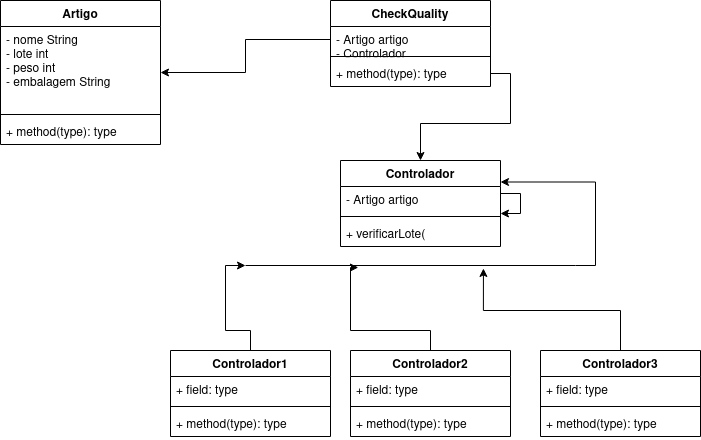 Artigo
- nome String
- lote int
- peso int
- embalagem String
+ method(type): type
CheckQuality
- Artigo artigo
- Controlador
+ method(type): type
Controlador
- Artigo artigo
+ verificarLote(
Controlador1
+ field: type
+ method(type): type
Controlador2
+ field: type
+ method(type): type
Controlador3
+ field: type
+ method(type): type